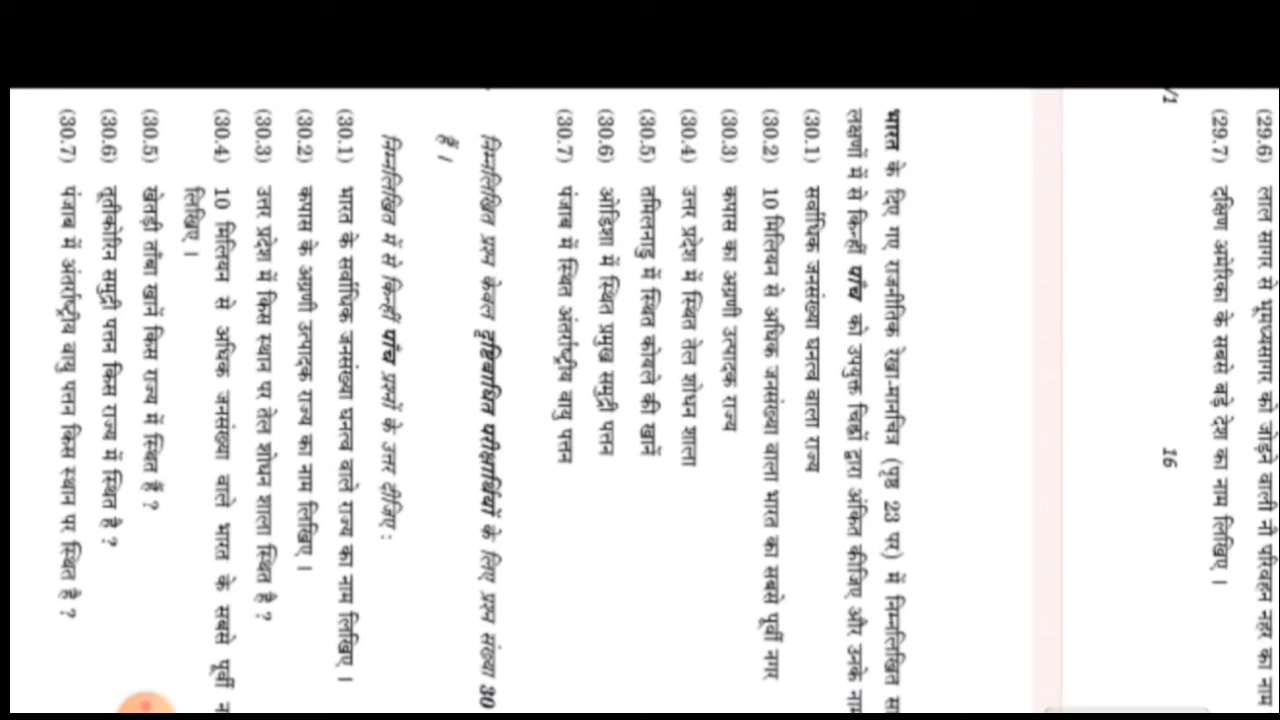 (29.6) लाल सागर से भूमध्यसागर को जोड़ने वाली नौ परिवहन नहर का नाम
(29.7) दक्षिण अमेरिका के सबसे बड़े देश का नाम लिखिए ।
/1 16
भारत के दिए गए राजनीतिक रेखा-मानचित्र (पृष्ठ 23 पर) में निम्नलिखित सा
लक्षणों में से किन्हीं पाँच को उपयुक्त चिह्नों द्वारा अंकित कीजिए और उनके नाम
(30.1) सर्वाधिक जनसंख्या घनत्व वाला राज्य
(30.2) 10 मिलियन से अधिक जनसंख्या वाला भारत का सबसे पूर्वी नगर
(30.3) कपास का अग्रणी उत्पादक राज्य
(30.4) उत्तर प्रदेश में स्थित तेल शोधन शाला
(30.5) तमिलनाडु में स्थित कोयले की खानें
(30.6) ओडिशा में स्थित प्रमुख समुद्री पत्तन
(30.7) पंजाब में स्थित अंतर्राष्ट्रीय वायु पत्तन
निम्नलिखित प्रश्न केवल दृष्टिबाधित परीक्षार्थियों के लिए प्रश्न संख्या 30
हैं ।
निम्नलिखित में से किन्हीं पाँच प्रश्नों के उत्तर दीजिए :
(30.1) भारत के सर्वाधिक जनसंख्या घनत्व वाले राज्य का नाम लिखिए ।
(30.2) कपास के अग्रणी उत्पादक राज्य का नाम लिखिए ।
(30.3) उत्तर प्रदेश में किस स्थान पर तेल शोधन शाला स्थित है ?
(30.4) 10 मिलियन से अधिक जनसंख्या वाले भारत के सबसे पूर्वी न
लिखिए ।
(30.5) खेतड़ी ताँबा खानें किस राज्य में स्थित हैं ?
(30.6) तूतीकोरिन समुद्री पत्तन किस राज्य में स्थित है ?
(30.7) पंजाब में अंतर्राष्ट्रीय वायु पत्तन किस स्थान पर स्थित है ?